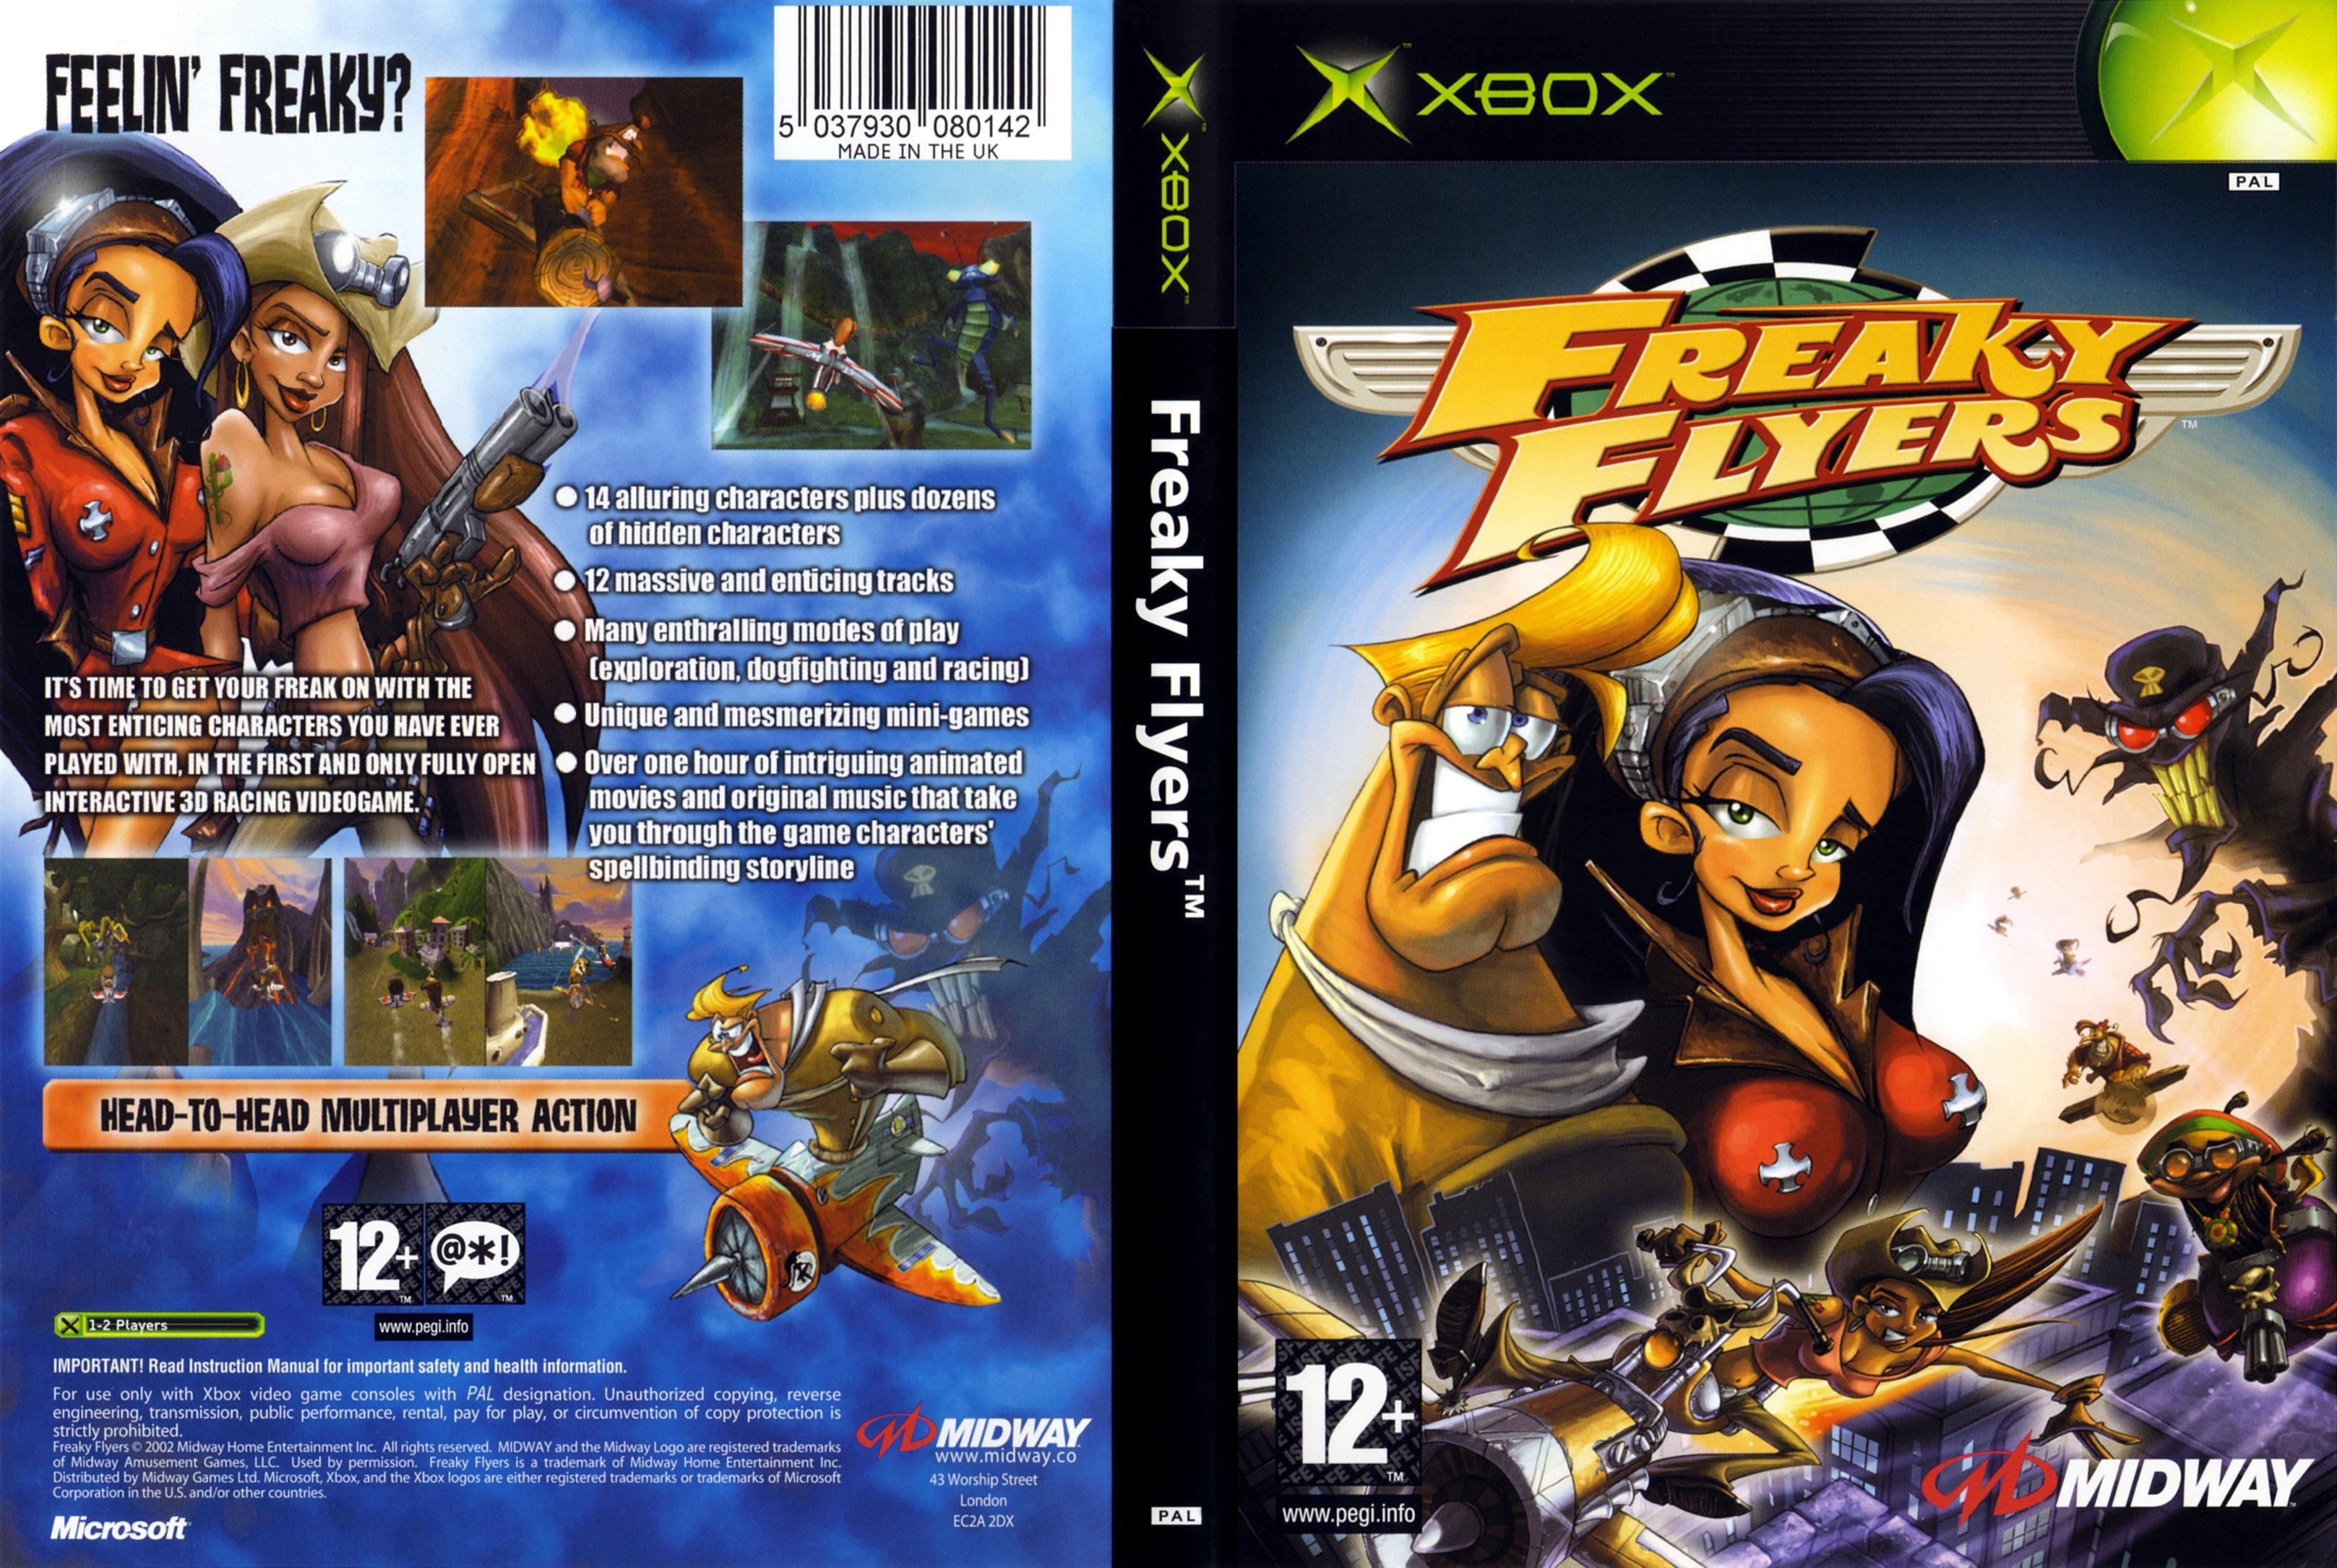 FEELIN' FREAKY?
5 037930 080142
MADE IN THE UK
14 alluring characters plus dozens
of hidden characters
12 massive and enticing tracks
Many enthralling modes of play
(exploration, dogfighting and racing)
Unique and mesmerizing mini-games
Over one hour of intriguing animated
movies and original music that take
you through the game characters'
spellbinding storyline
IT'S TIME TO GET YOUR FREAK ON WITH THE
MOST ENTICING CHARACTERS YOU HAVE EVER
PLAYED WITH, IN THE FIRST AND ONLY FULLY OPEN
INTERACTIVE 3D RACING VIDEOGAME.
HEAD-TO-HEAD MULTIPLAYER ACTION
12+ ™
@*! ™
www.pegi.info
1-2 Players
IMPORTANT! Read Instruction Manual for important safety and health information.
For use only with Xbox video game consoles with PAL designation. Unauthorized copying, reverse
engineering, transmission, public performance, rental, pay for play, or circumvention of copy protection is
strictly prohibited.
Freaky Flyers © 2002 Midway Home Entertainment Inc. All rights reserved. MIDWAY and the Midway Logo are registered trademarks
of Midway Amusement Games, LLC. Used by permission. Freaky Flyers is a trademark of Midway Home Entertainment Inc.
Distributed by Midway Games Ltd. Microsoft, Xbox, and the Xbox logos are either registered trademarks or trademarks of Microsoft
Corporation in the U.S. and/or other countries.
Microsoft
MIDWAY
www.midway.co
43 Worship Street
London
EC2A 2DX
XBOX™
Freaky Flyers™
PAL
XBOX™
PAL
FREAKY
FLYERS™
12+ ™
www.pegi.info
MIDWAY